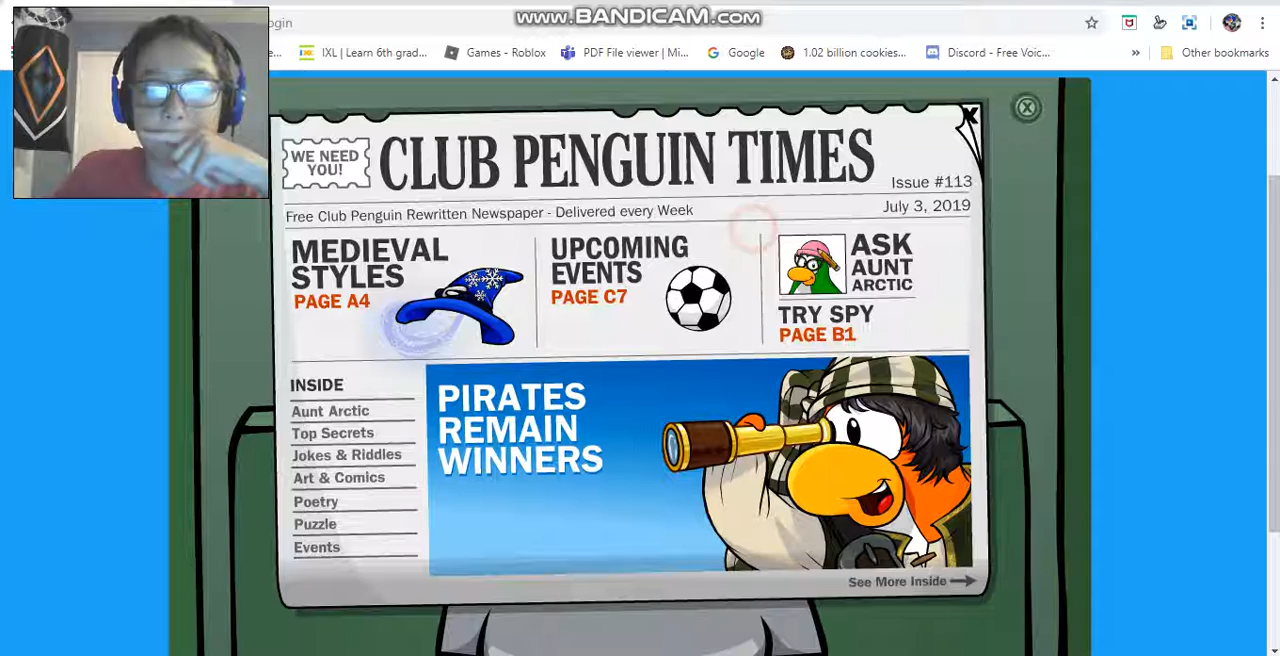 www.BANDICAM.com
ogin
IXL | Learn 6th grad...
Games - Roblox
PDF File viewer | Mi...
Google
1.02 billion cookies...
Discord - Free Voic...
»
Other bookmarks
WE NEED YOU!
CLUB PENGUIN TIMES
Issue #113
Free Club Penguin Rewritten Newspaper - Delivered every Week
July 3, 2019
MEDIEVAL
STYLES
PAGE A4
UPCOMING
EVENTS
PAGE C7
ASK
AUNT
ARCTIC
TRY SPY
PAGE B1
INSIDE
Aunt Arctic
Top Secrets
Jokes & Riddles
Art & Comics
Poetry
Puzzle
Events
PIRATES
REMAIN
WINNERS
See More Inside